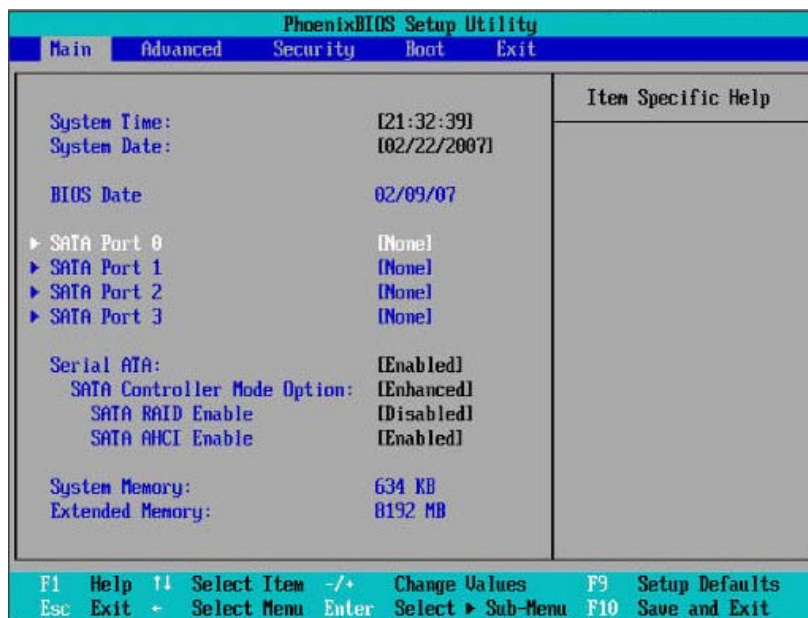 PhoenixBIOS Setup Utility
Main Advanced Security Boot Exit
Item Specific Help
System Time: [21:32:39]
System Date: [02/22/2007]
BIOS Date 02/09/07
▶ SATA Port 0 [None]
▶ SATA Port 1 [None]
▶ SATA Port 2 [None]
▶ SATA Port 3 [None]
Serial ATA: [Enabled]
SATA Controller Mode Option: [Enhanced]
SATA RAID Enable [Disabled]
SATA AHCI Enable [Enabled]
System Memory: 634 KB
Extended Memory: 8192 MB
F1 Help ↑↓ Select Item -/+ Change Values F9 Setup Defaults
Esc Exit ← Select Menu Enter Select ▶ Sub-Menu F10 Save and Exit